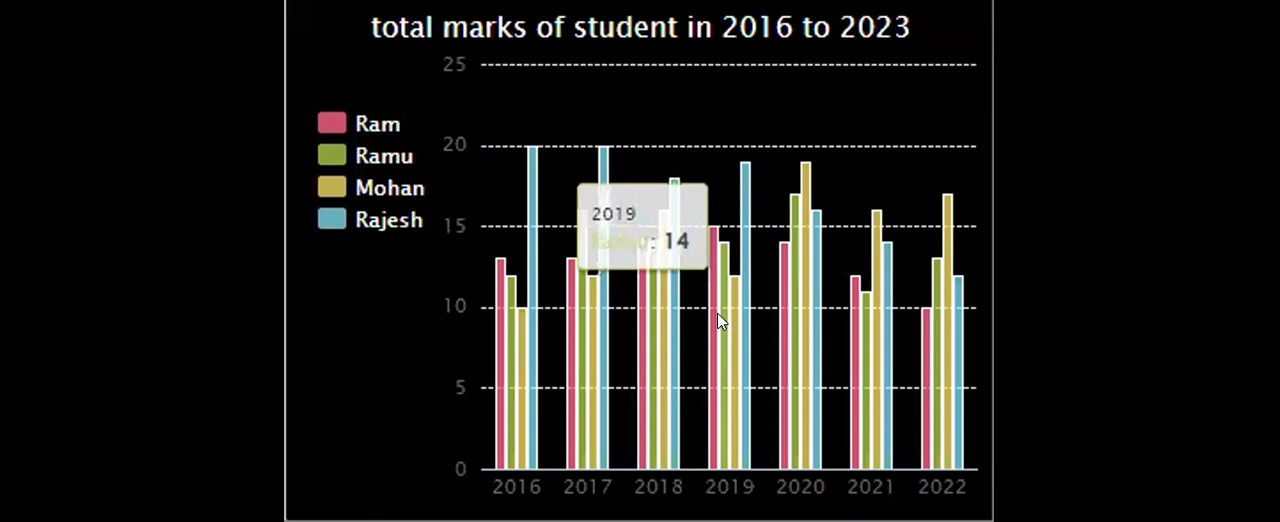 total marks of student in 2016 to 2023
25
20
15
10
5
0
Ram
Ramu
Mohan
Rajesh
2019
Ramu: 14
2016 2017 2018 2019 2020 2021 2022